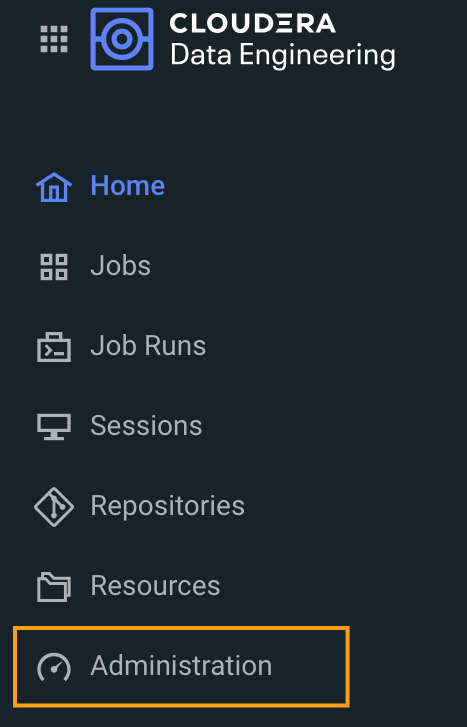 CLOUDERA
Data Engineering
Home
Jobs
Job Runs
Sessions
Repositories
Resources
Administration